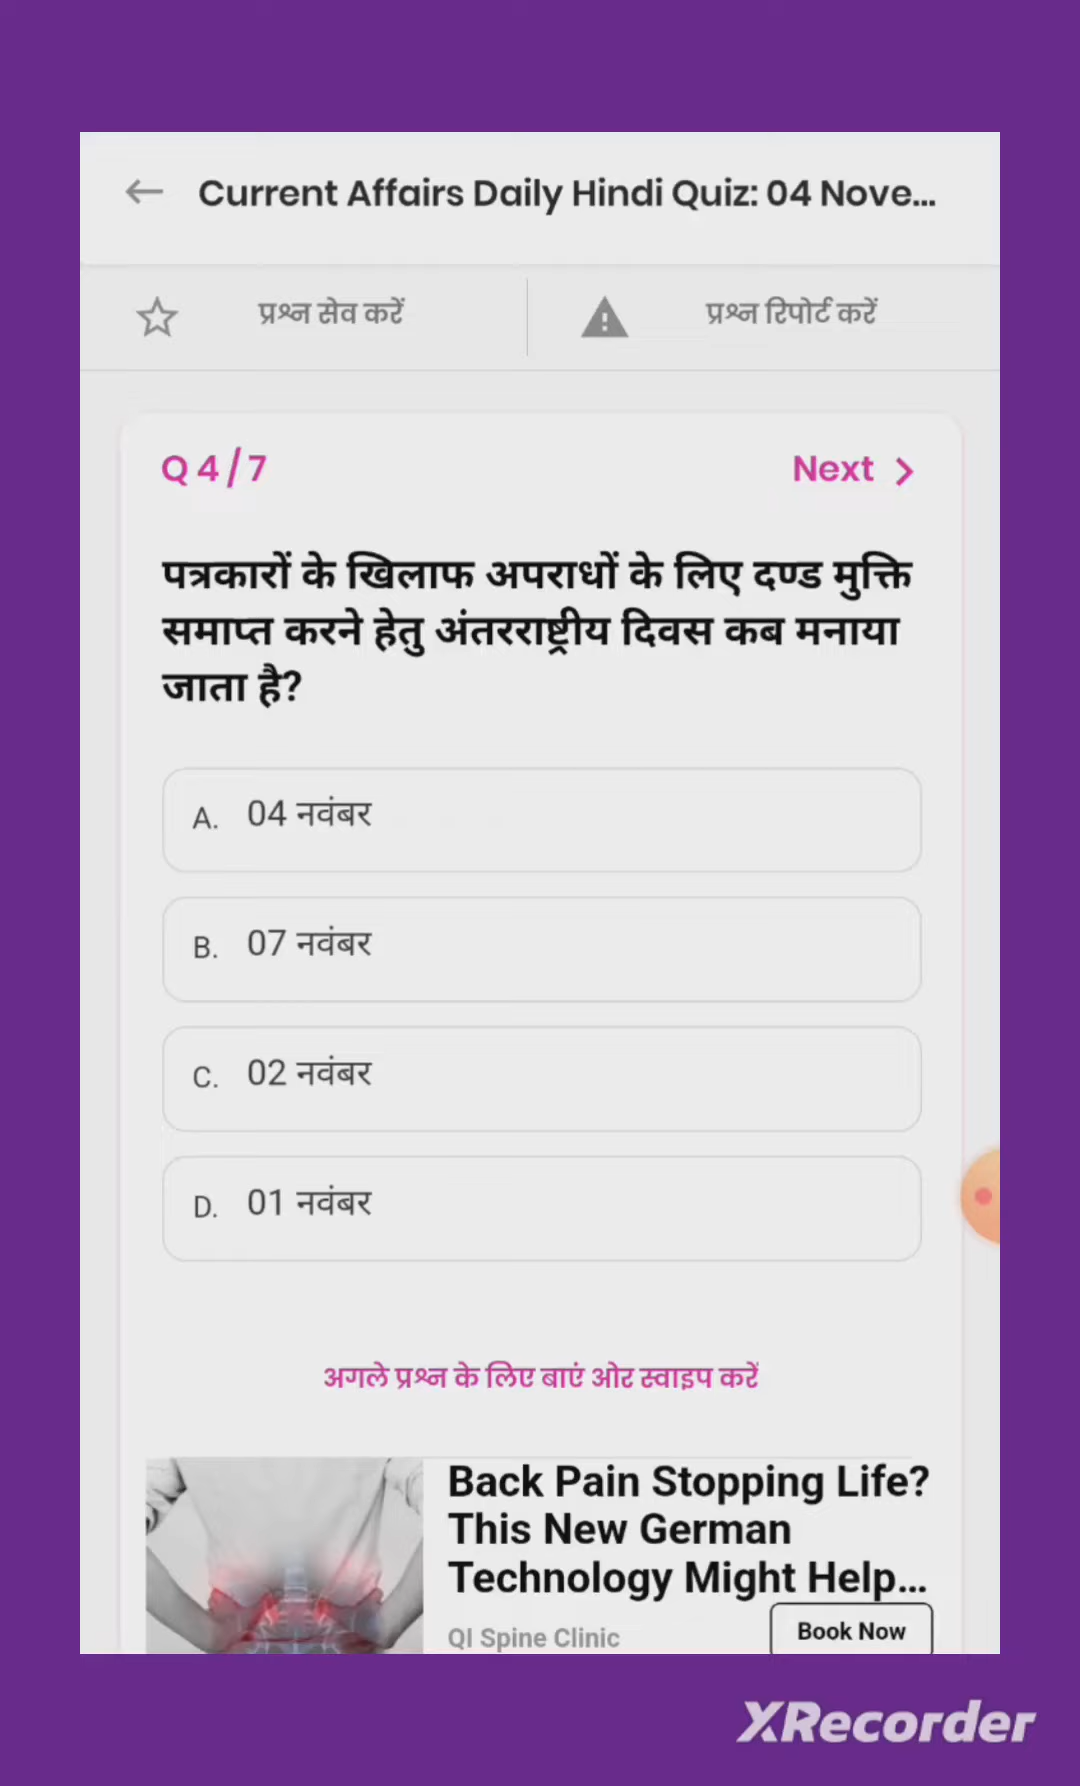 Current Affairs Daily Hindi Quiz: 04 Nove...
प्रश्न सेव करें
प्रश्न रिपोर्ट करें
Q 4 / 7
Next
पत्रकारों के खिलाफ अपराधों के लिए दण्ड मुक्ति
समाप्त करने हेतु अंतरराष्ट्रीय दिवस कब मनाया
जाता है?
A. 04 नवंबर
B. 07 नवंबर
C. 02 नवंबर
D. 01 नवंबर
अगले प्रश्न के लिए बाएं ओर स्वाइप करें
Back Pain Stopping Life?
This New German
Technology Might Help...
QI Spine Clinic
Book Now
XRecorder